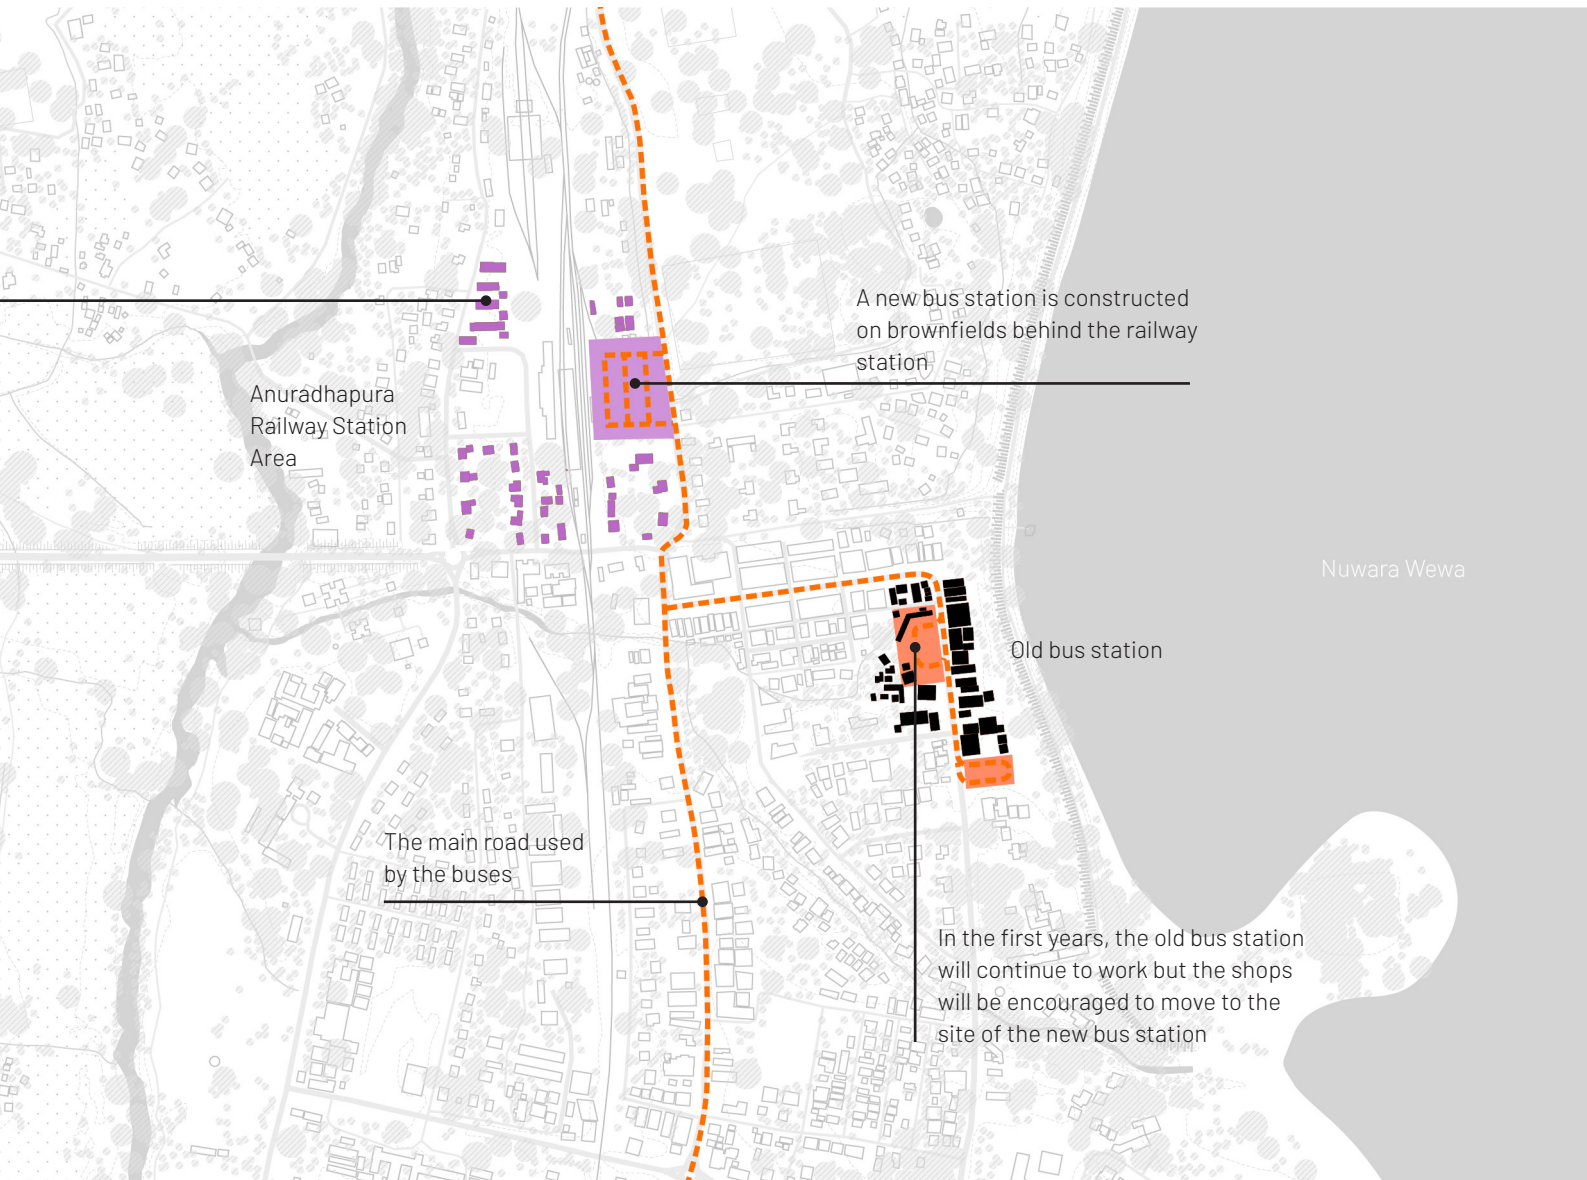 A new bus station is constructed
on brownfields behind the railway
station
Anuradhapura
Railway Station
Area
Nuwara Wewa
Old bus station
The main road used
by the buses
In the first years, the old bus station
will continue to work but the shops
will be encouraged to move to the
site of the new bus station